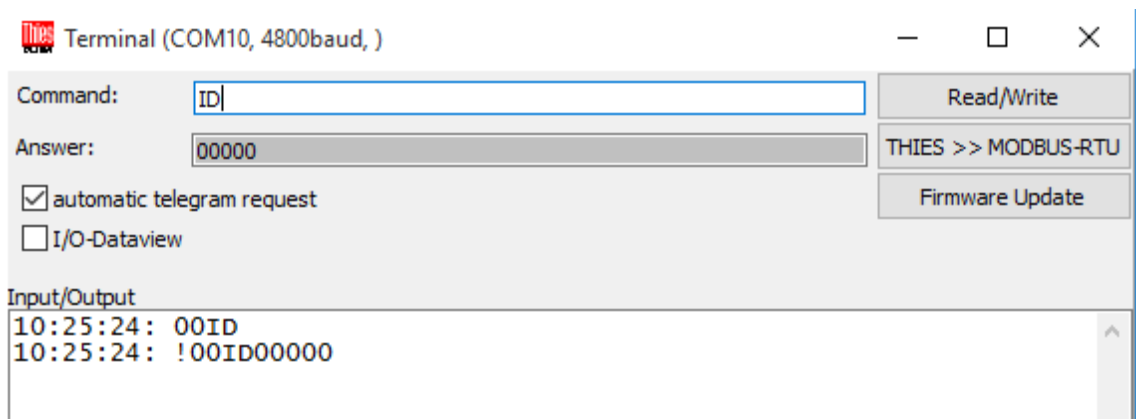 Thies
Terminal (COM10, 4800baud, )
Command:
ID
Read/Write
Answer:
00000
THIES >> MODBUS-RTU
automatic telegram request
Firmware Update
I/O-Dataview
Input/Output
10:25:24: 00ID
10:25:24: !00ID00000